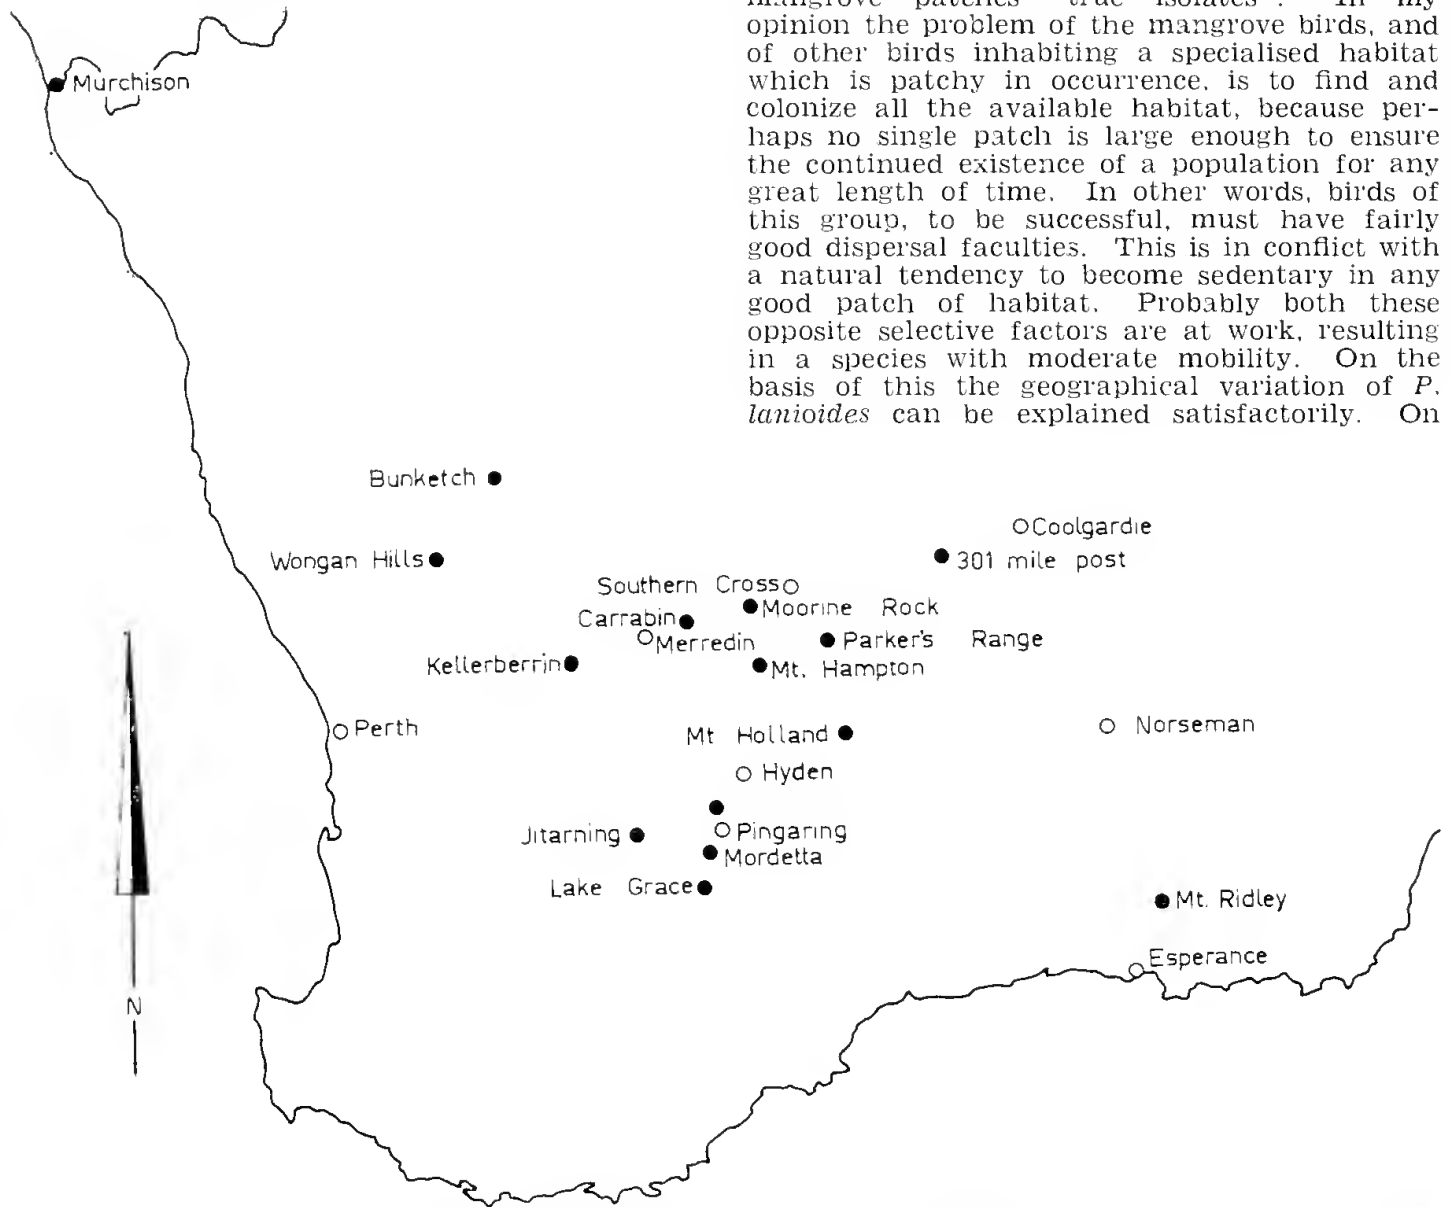 mangrove patches "true isolates". In my
opinion the problem of the mangrove birds, and
of other birds inhabiting a specialised habitat
which is patchy in occurrence, is to find and
colonize all the available habitat, because per-
haps no single patch is large enough to ensure
the continued existence of a population for any
great length of time. In other words, birds of
this group, to be successful, must have fairly
good dispersal faculties. This is in conflict with
a natural tendency to become sedentary in any
good patch of habitat. Probably both these
opposite selective factors are at work, resulting
in a species with moderate mobility. On the
basis of this the geographical variation of P.
lanioides can be explained satisfactorily. On
Murchison
Bunketch
Coolgardie
Wongan Hills
301 mile post
Southern Cross
Moorine Rock
Carrabin
Merredin
Parker's Range
Kellerberrin
Mt. Hampton
Perth
Mt Holland
Norseman
Hyden
Jitarning
Pingaring
Mordetta
Lake Grace
Mt. Ridley
Esperance
N